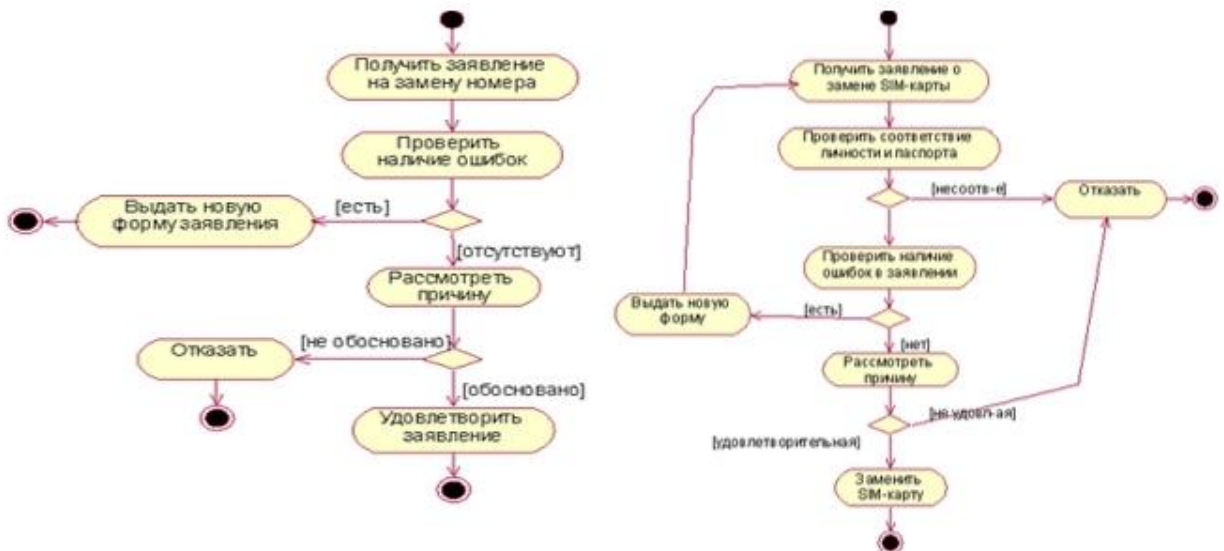 Получить заявление
на замену номера
Проверить
наличие ошибок
[есть]
Выдать новую
форму заявления
[отсутствуют]
Рассмотреть
причину
[не обосновано]
Отказать
[обосновано]
Удовлетворить
заявление
Получить заявление о
замене SIM-карты
Проверить соответствие
личности и паспорта
[несоотв-е]
Отказать
Проверить наличие
ошибок в заявлении
[есть]
Выдать новую
форму
[нет]
Рассмотреть
причину
[не удовл-ая]
[удовлетворительная]
Заменить
SIM-карту